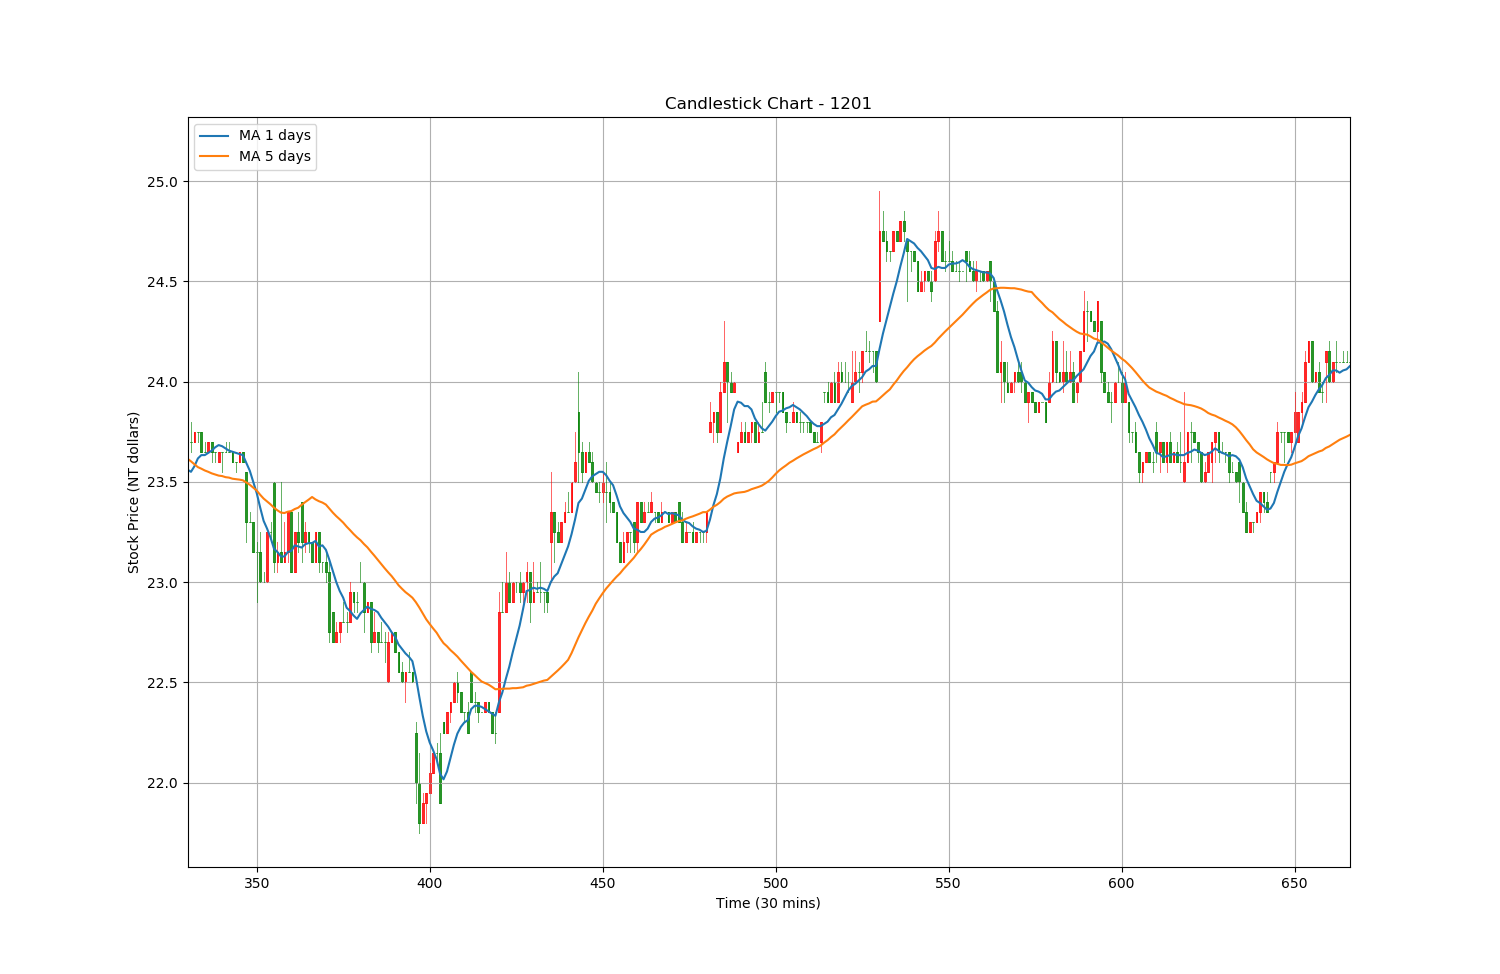 Candlestick Chart - 1201
MA 1 days
MA 5 days
25.0
24.5
24.0
23.5
23.0
22.5
22.0
Stock Price (NT dollars)
350 400 450 500 550 600 650
Time (30 mins)